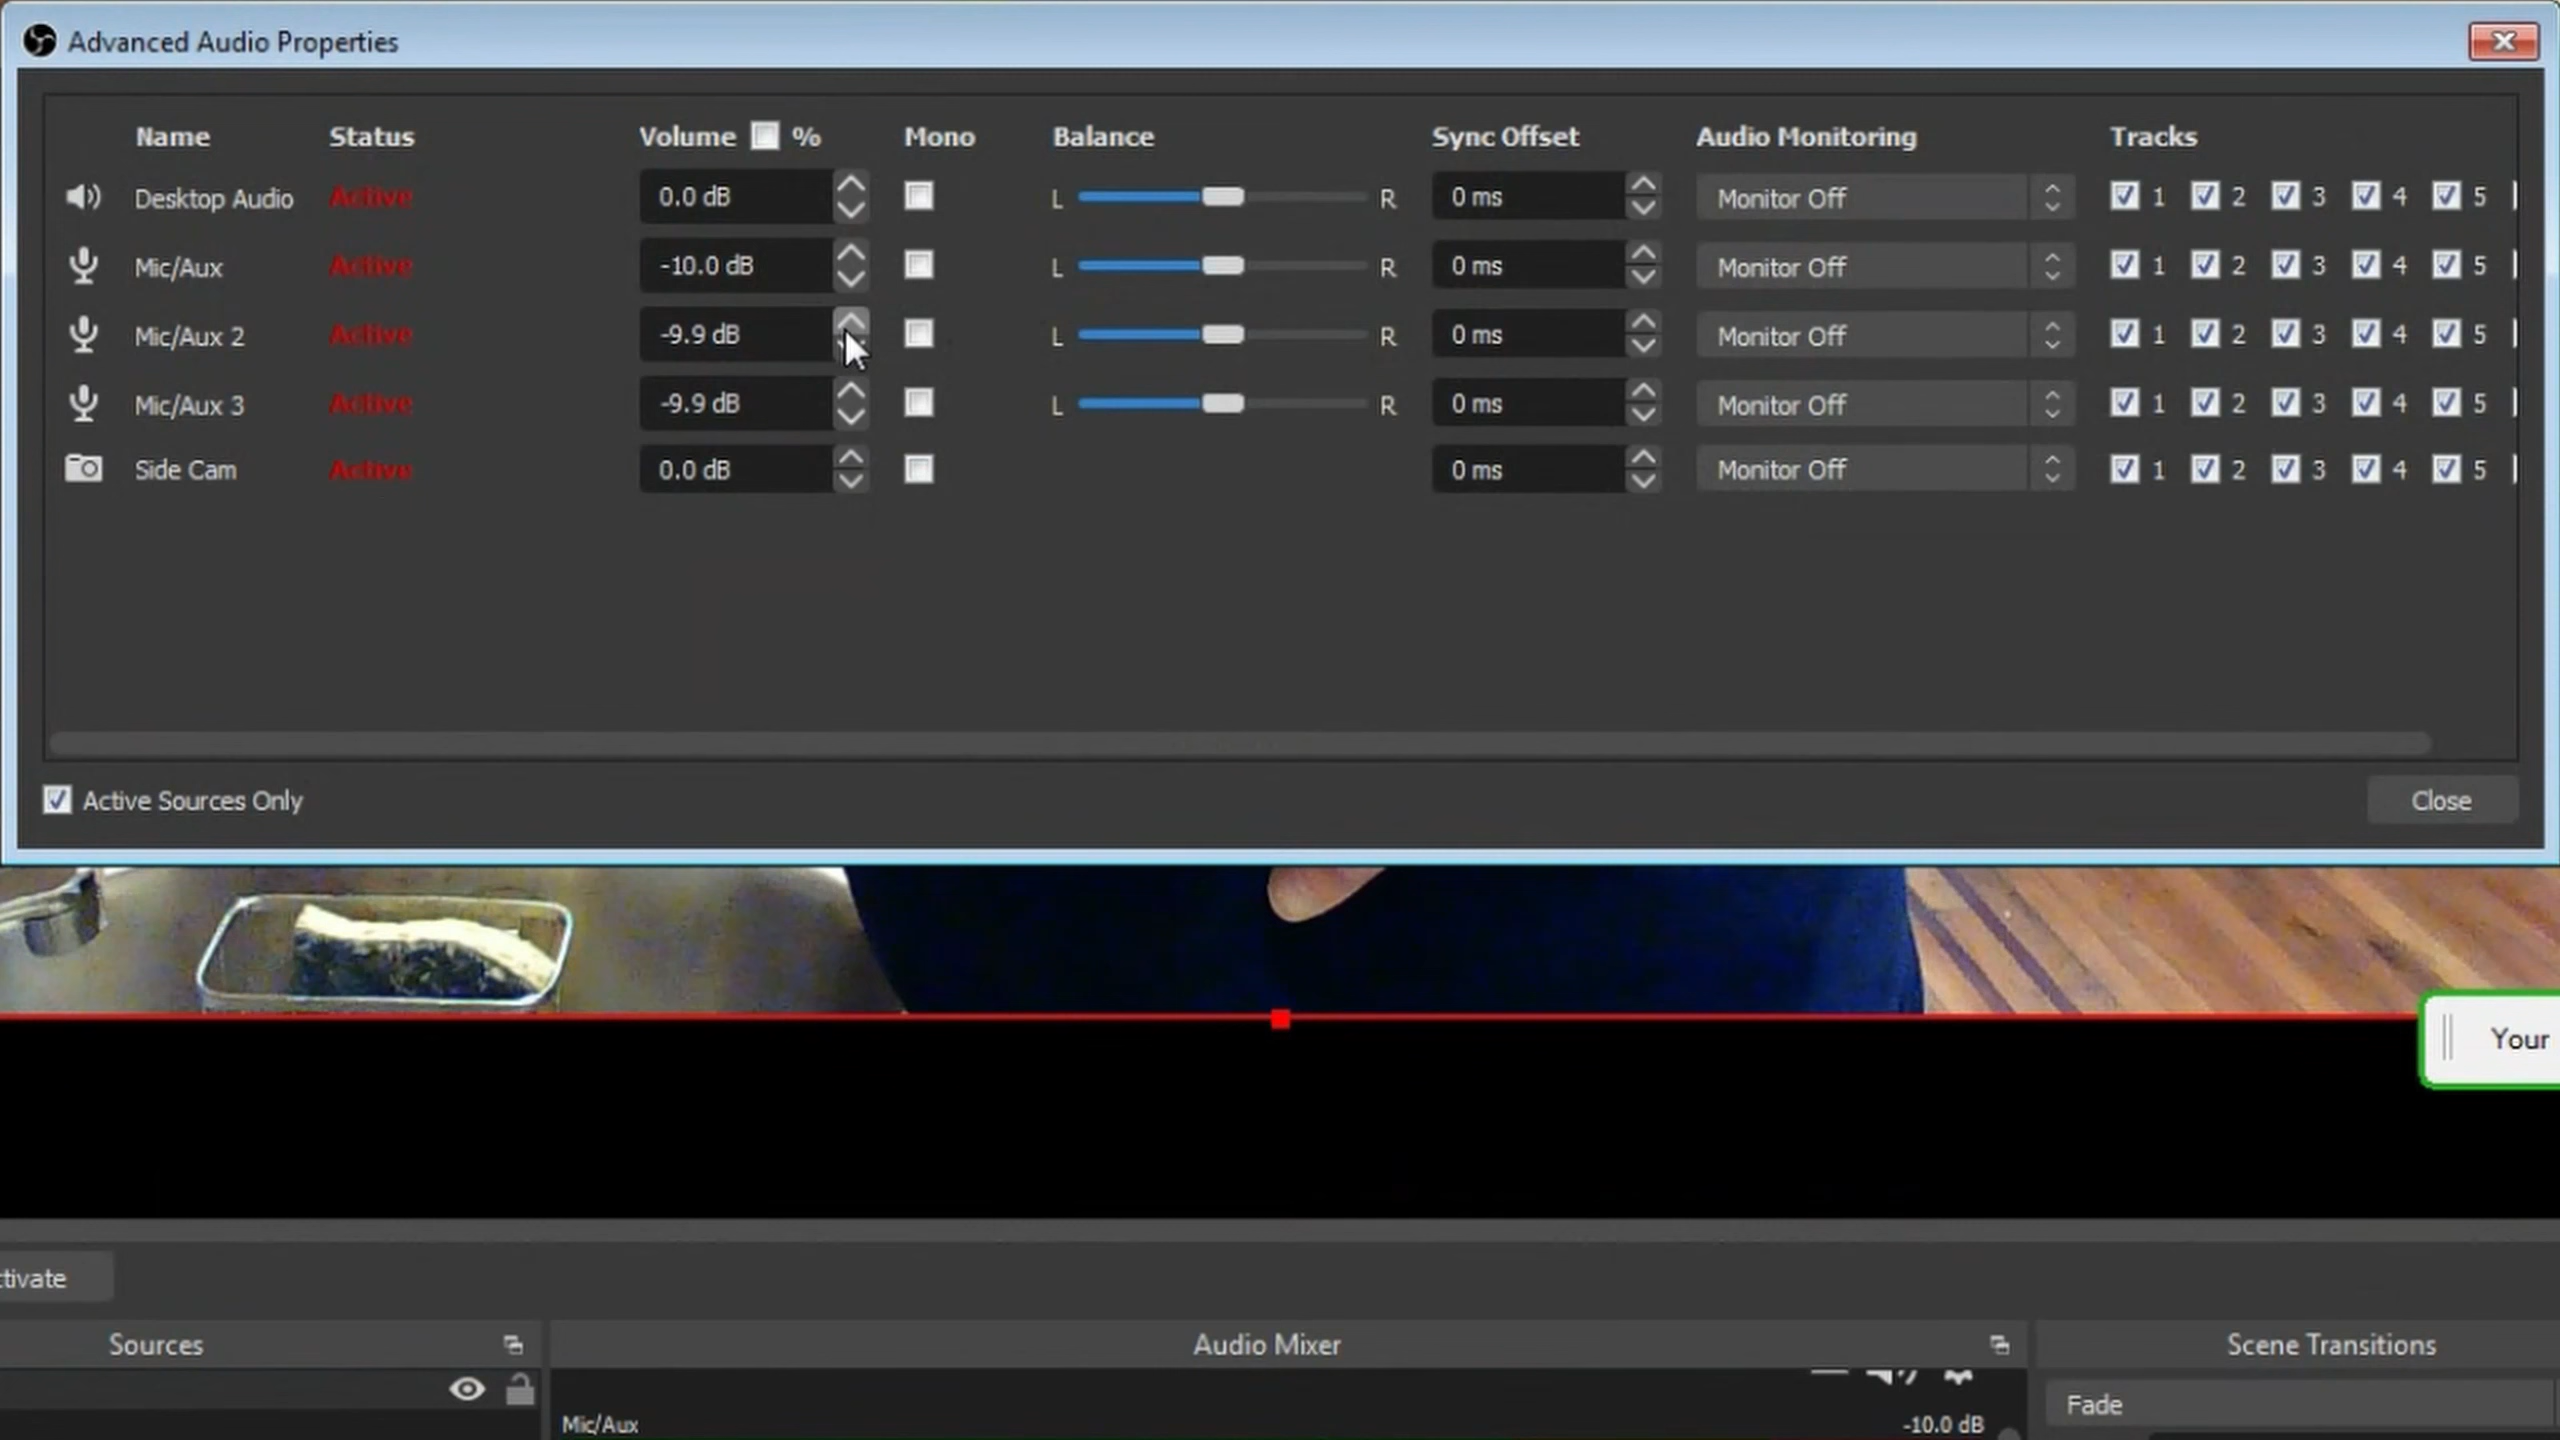 Advanced Audio Properties
Name Status Volume % Mono Balance Sync Offset Audio Monitoring Tracks
Desktop Audio Active 0.0 dB L R 0 ms Monitor Off 1 2 3 4 5
Mic/Aux Active -10.0 dB L R 0 ms Monitor Off 1 2 3 4 5
Mic/Aux 2 Active -9.9 dB L R 0 ms Monitor Off 1 2 3 4 5
Mic/Aux 3 Active -9.9 dB L R 0 ms Monitor Off 1 2 3 4 5
Side Cam Active 0.0 dB 0 ms Monitor Off 1 2 3 4 5
Active Sources Only Close
Your
tivate
Sources Audio Mixer Scene Transitions
Fade
Mic/Aux -10.0 dB